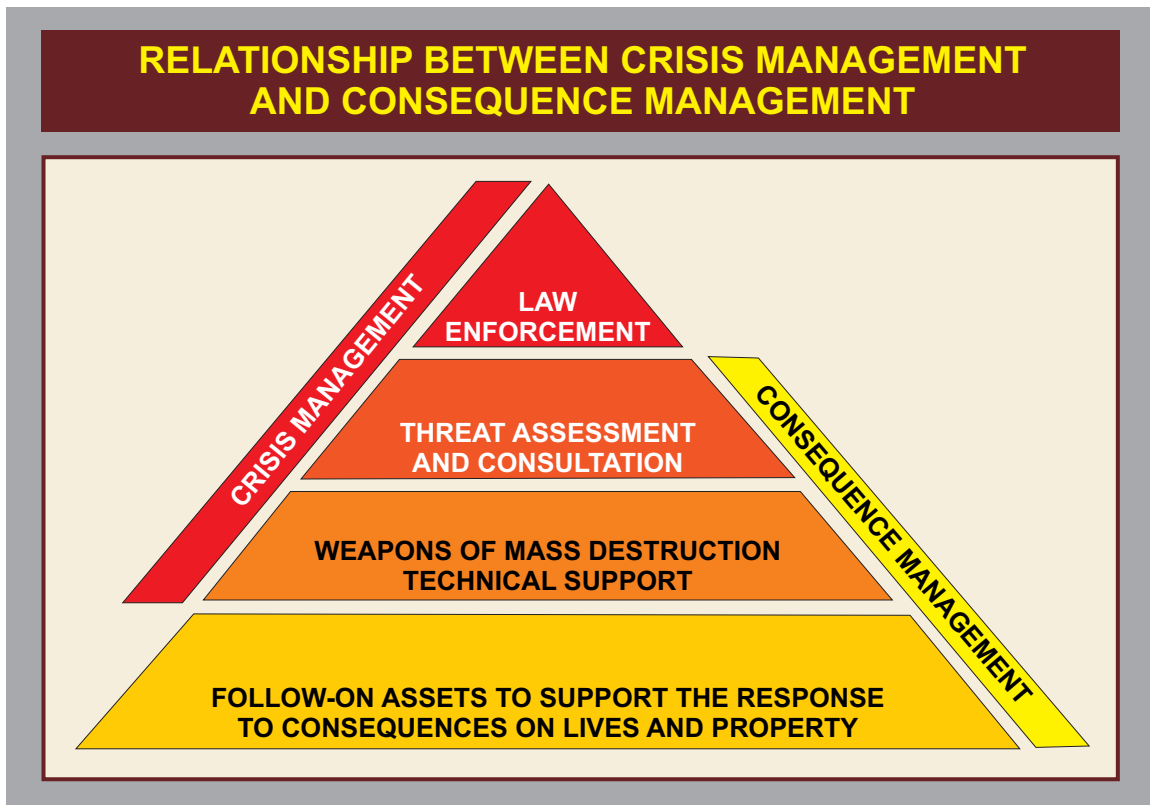 RELATIONSHIP BETWEEN CRISIS MANAGEMENT
AND CONSEQUENCE MANAGEMENT
CRISIS MANAGEMENT
LAW
ENFORCEMENT
THREAT ASSESSMENT
AND CONSULTATION
CONSEQUENCE MANAGEMENT
WEAPONS OF MASS DESTRUCTION
TECHNICAL SUPPORT
FOLLOW-ON ASSETS TO SUPPORT THE RESPONSE
TO CONSEQUENCES ON LIVES AND PROPERTY